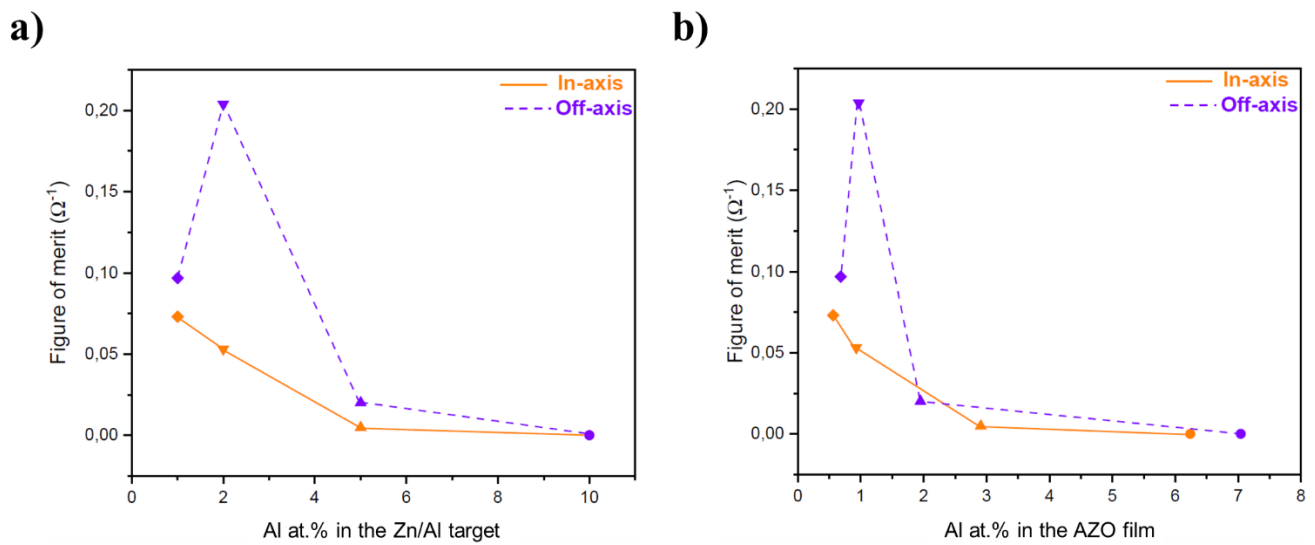 a)
In-axis
Off-axis
0,20
0,15
0,10
0,05
0,00
Figure of merit (Ω-1)
0 2 4 6 8 10
Al at.% in the Zn/Al target
b)
In-axis
Off-axis
0,20
0,15
0,10
0,05
0,00
Figure of merit (Ω-1)
0 1 2 3 4 5 6 7 8
Al at.% in the AZO film